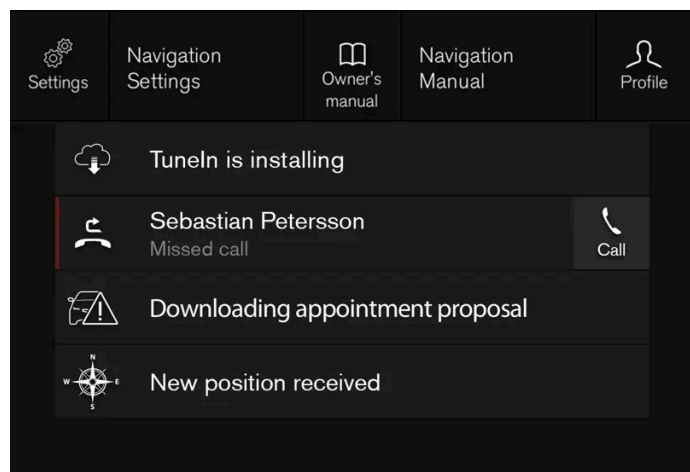 Settings
Navigation
Settings
Owner's
manual
Navigation
Manual
Profile
TuneIn is installing
Sebastian Petersson
Missed call
Call
Downloading appointment proposal
N
W
E
S
New position received